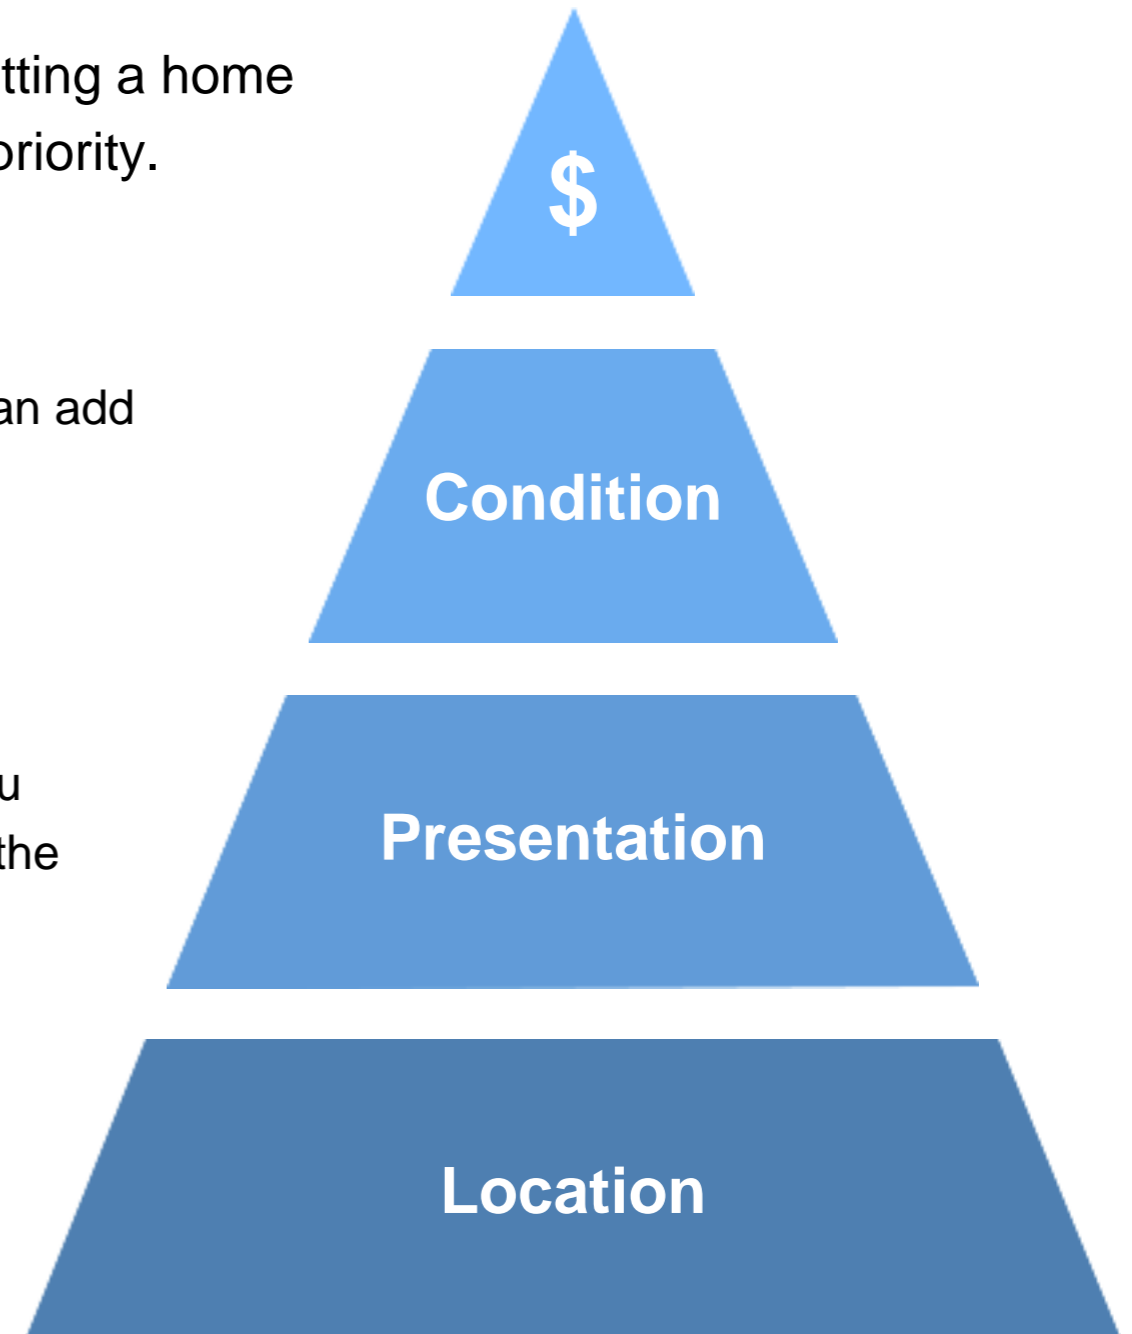 tting a home
priority.
$
an add
Condition
u
the
Presentation
Location